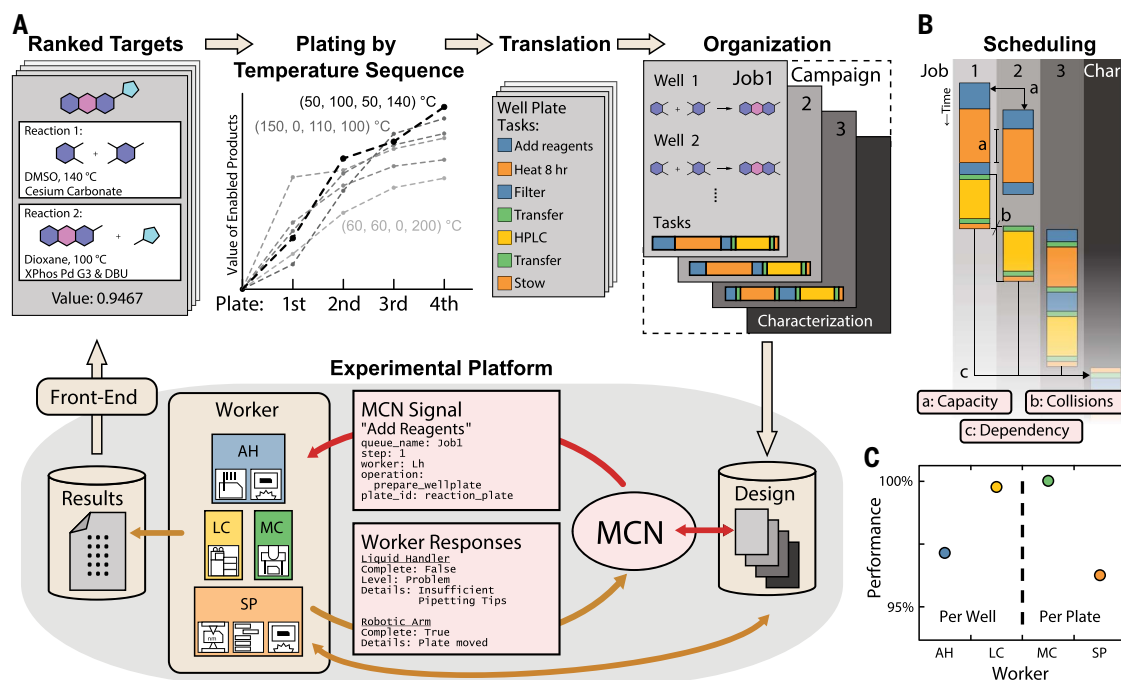 A
Ranked Targets
Reaction 1:
+
DMSO, 140 °C
Cesium Carbonate
Reaction 2:
+
Dioxane, 100 °C
XPhos Pd G3 & DBU
Value: 0.9467
Plating by
Temperature Sequence
Value of Enabled Products
(50, 100, 50, 140) °C
(150, 0, 110, 100) °C
(60, 60, 0, 200) °C
Plate: 1st 2nd 3rd 4th
Translation
Well Plate
Tasks:
Add reagents
Heat 8 hr
Filter
Transfer
HPLC
Transfer
Stow
Organization
Campaign
Well 1 Job1
+
Well 2
+
Tasks
2
3
Characterization
B
Scheduling
Job 1 2 3 Char
←Time
a
a
b
c
a: Capacity
b: Collisions
c: Dependency
Experimental Platform
Front-End
Results
Worker
AH
LC
MC
SP
nm
MCN Signal
"Add Reagents"
queue_name: Job1
step: 1
worker: Lh
operation:
prepare_wellplate
plate_id: reaction_plate
Worker Responses
Liquid Handler
Complete: False
Level: Problem
Details: Insufficient
Pipetting Tips
Robotic Arm
Complete: True
Details: Plate moved
MCN
Design
C
Performance
100%
95%
Per Well
Per Plate
AH LC MC SP
Worker